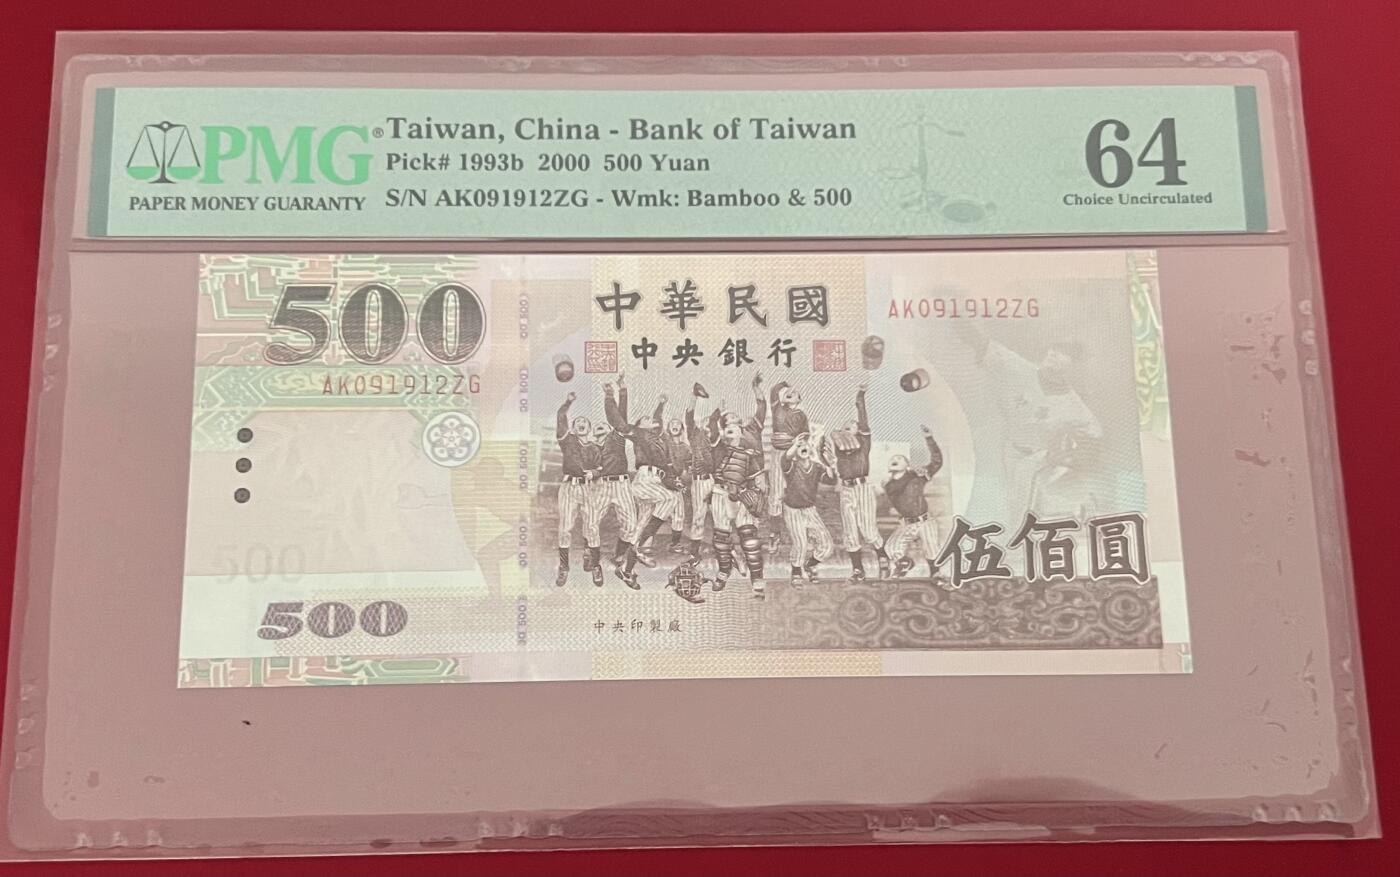 PMG®
PAPER MONEY GUARANTY
Taiwan, China - Bank of Taiwan
Pick# 1993b 2000 500 Yuan
S/N AK091912ZG - Wmk: Bamboo & 500
64
Choice Uncirculated
500
中華民國
AK091912ZG
中央銀行
AK091912ZG
500
伍佰圓
500
中央印製廠